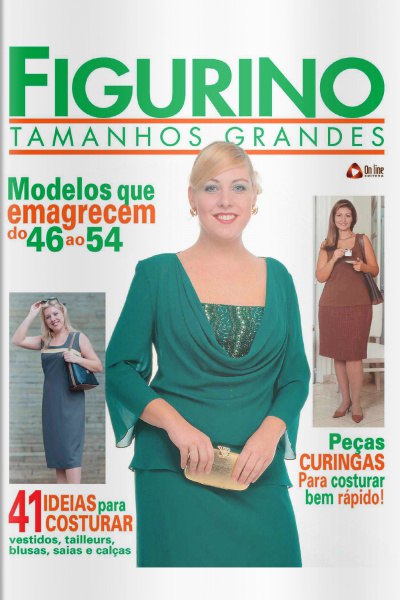 FIGURINO
TAMANHOS GRANDES
On line
EDITORA
Modelos que
emagrecem
do 46 ao 54
Peças
CURINGAS
Para costurar
bem rápido!
41 IDEIAS para
COSTURAR
vestidos, tailleurs,
blusas, saias e calças